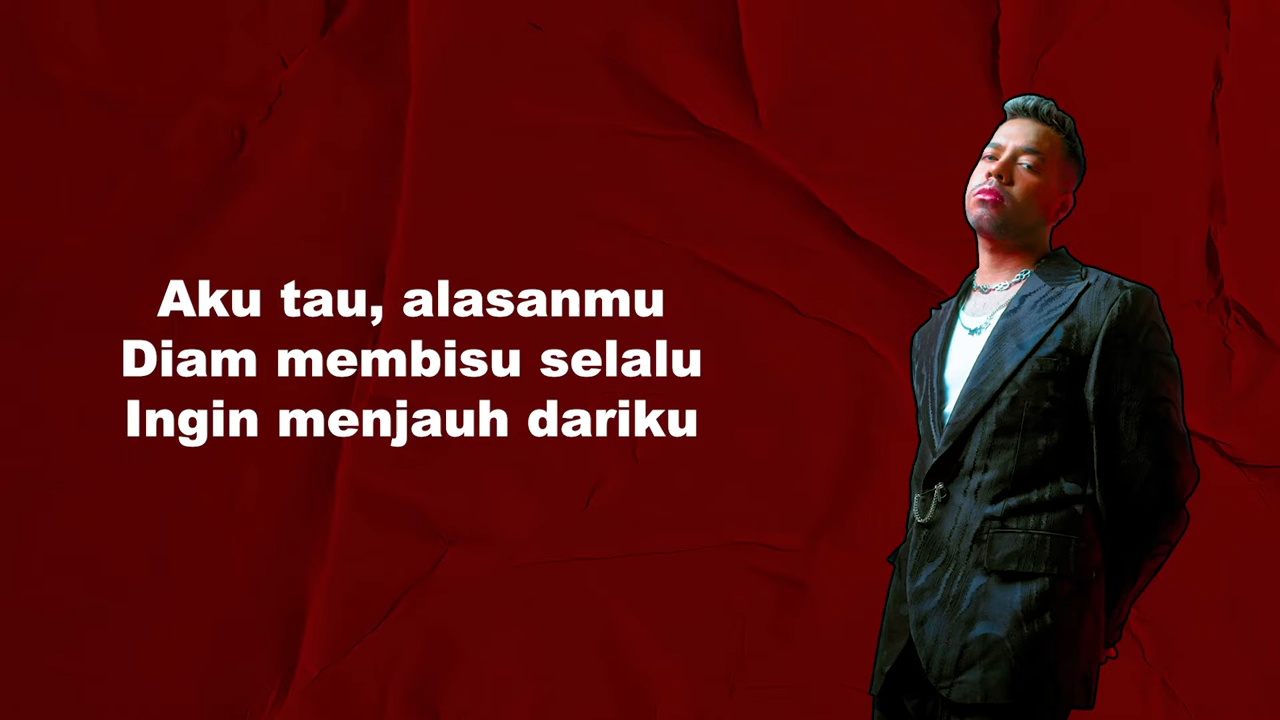 Aku tau, alasanmu
Diam membisu selalu
Ingin menjauh dariku